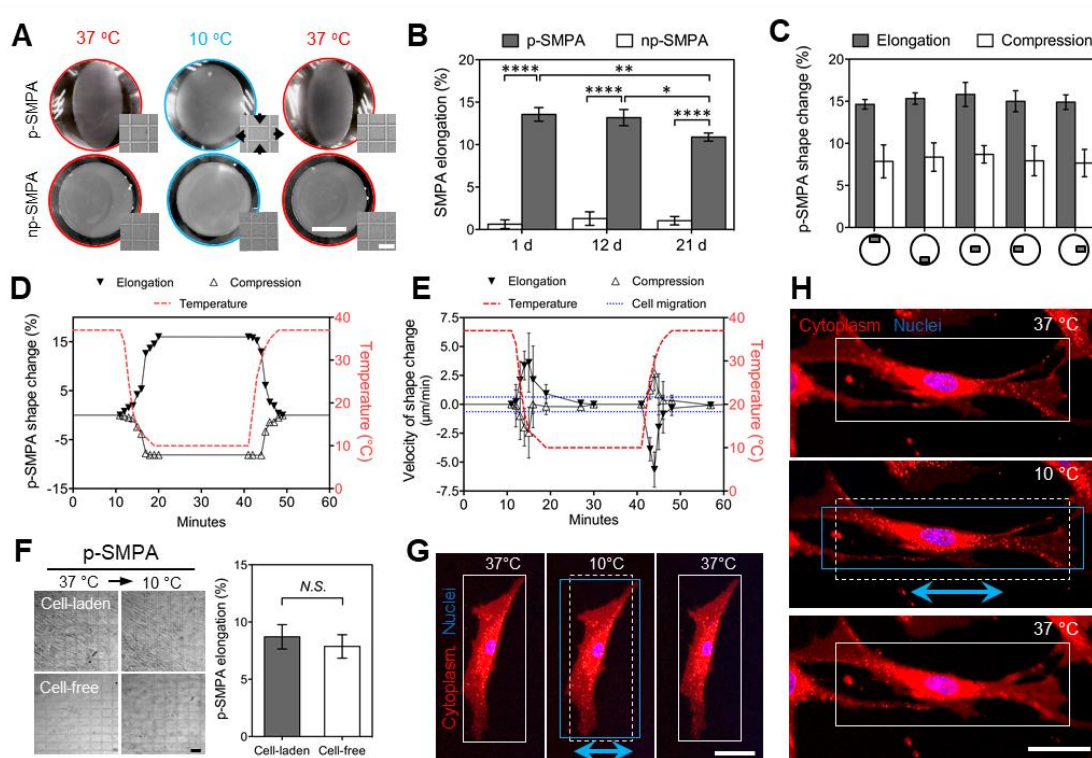 A
37 °C
10 °C
37 °C
p-SMPA
np-SMPA
B
p-SMPA
np-SMPA
SMPA elongation (%)
20
15
10
5
0
****
**
****
*
****
1 d
12 d
21 d
C
Elongation
Compression
p-SMPA shape change (%)
20
15
10
5
0
D
Elongation
Compression
Temperature
p-SMPA shape change (%)
15
5
-5
-15
0
10
20
30
40
50
60
Minutes
40
30
20
10
0
Temperature (°C)
E
Elongation
Compression
Temperature
Cell migration
Velocity of shape change
(µm/min)
7.5
5.0
2.5
0.0
-2.5
-5.0
-7.5
0
10
20
30
40
50
60
Minutes
40
30
20
10
0
Temperature (°C)
F
p-SMPA
37 °C
10 °C
Cell-laden
Cell-free
p-SMPA elongation (%)
15
10
5
0
N.S.
Cell-laden
Cell-free
G
Cytoplasm
Nuclei
37°C
10°C
37°C
H
Cytoplasm
Nuclei
37 °C
10 °C
37 °C